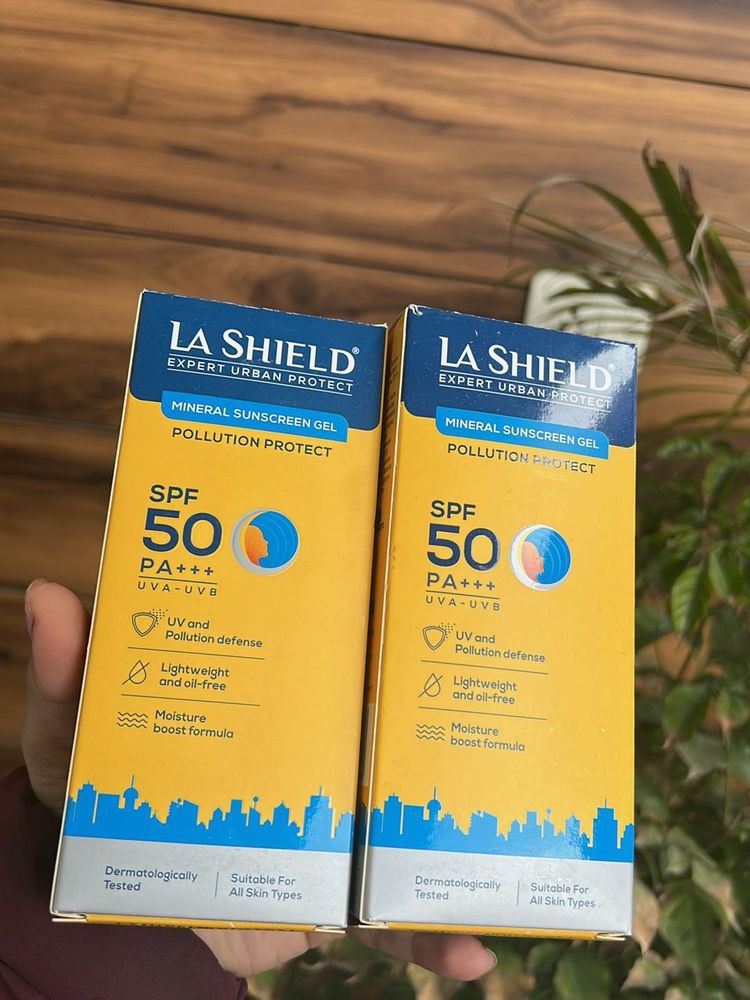 LA SHIELD®
EXPERT URBAN PROTECT
MINERAL SUNSCREEN GEL
POLLUTION PROTECT
SPF
50
PA+++
UVA-UVB
UV and
Pollution defense
Lightweight
and oil-free
Moisture
boost formula
Dermatologically
Tested
Suitable For
All Skin Types
LA SHIELD®
EXPERT URBAN PROTECT
MINERAL SUNSCREEN GEL
POLLUTION PROTECT
SPF
50
PA+++
UVA-UVB
UV and
Pollution defense
Lightweight
and oil-free
Moisture
boost formula
Dermatologically
Tested
Suitable For
All Skin Types